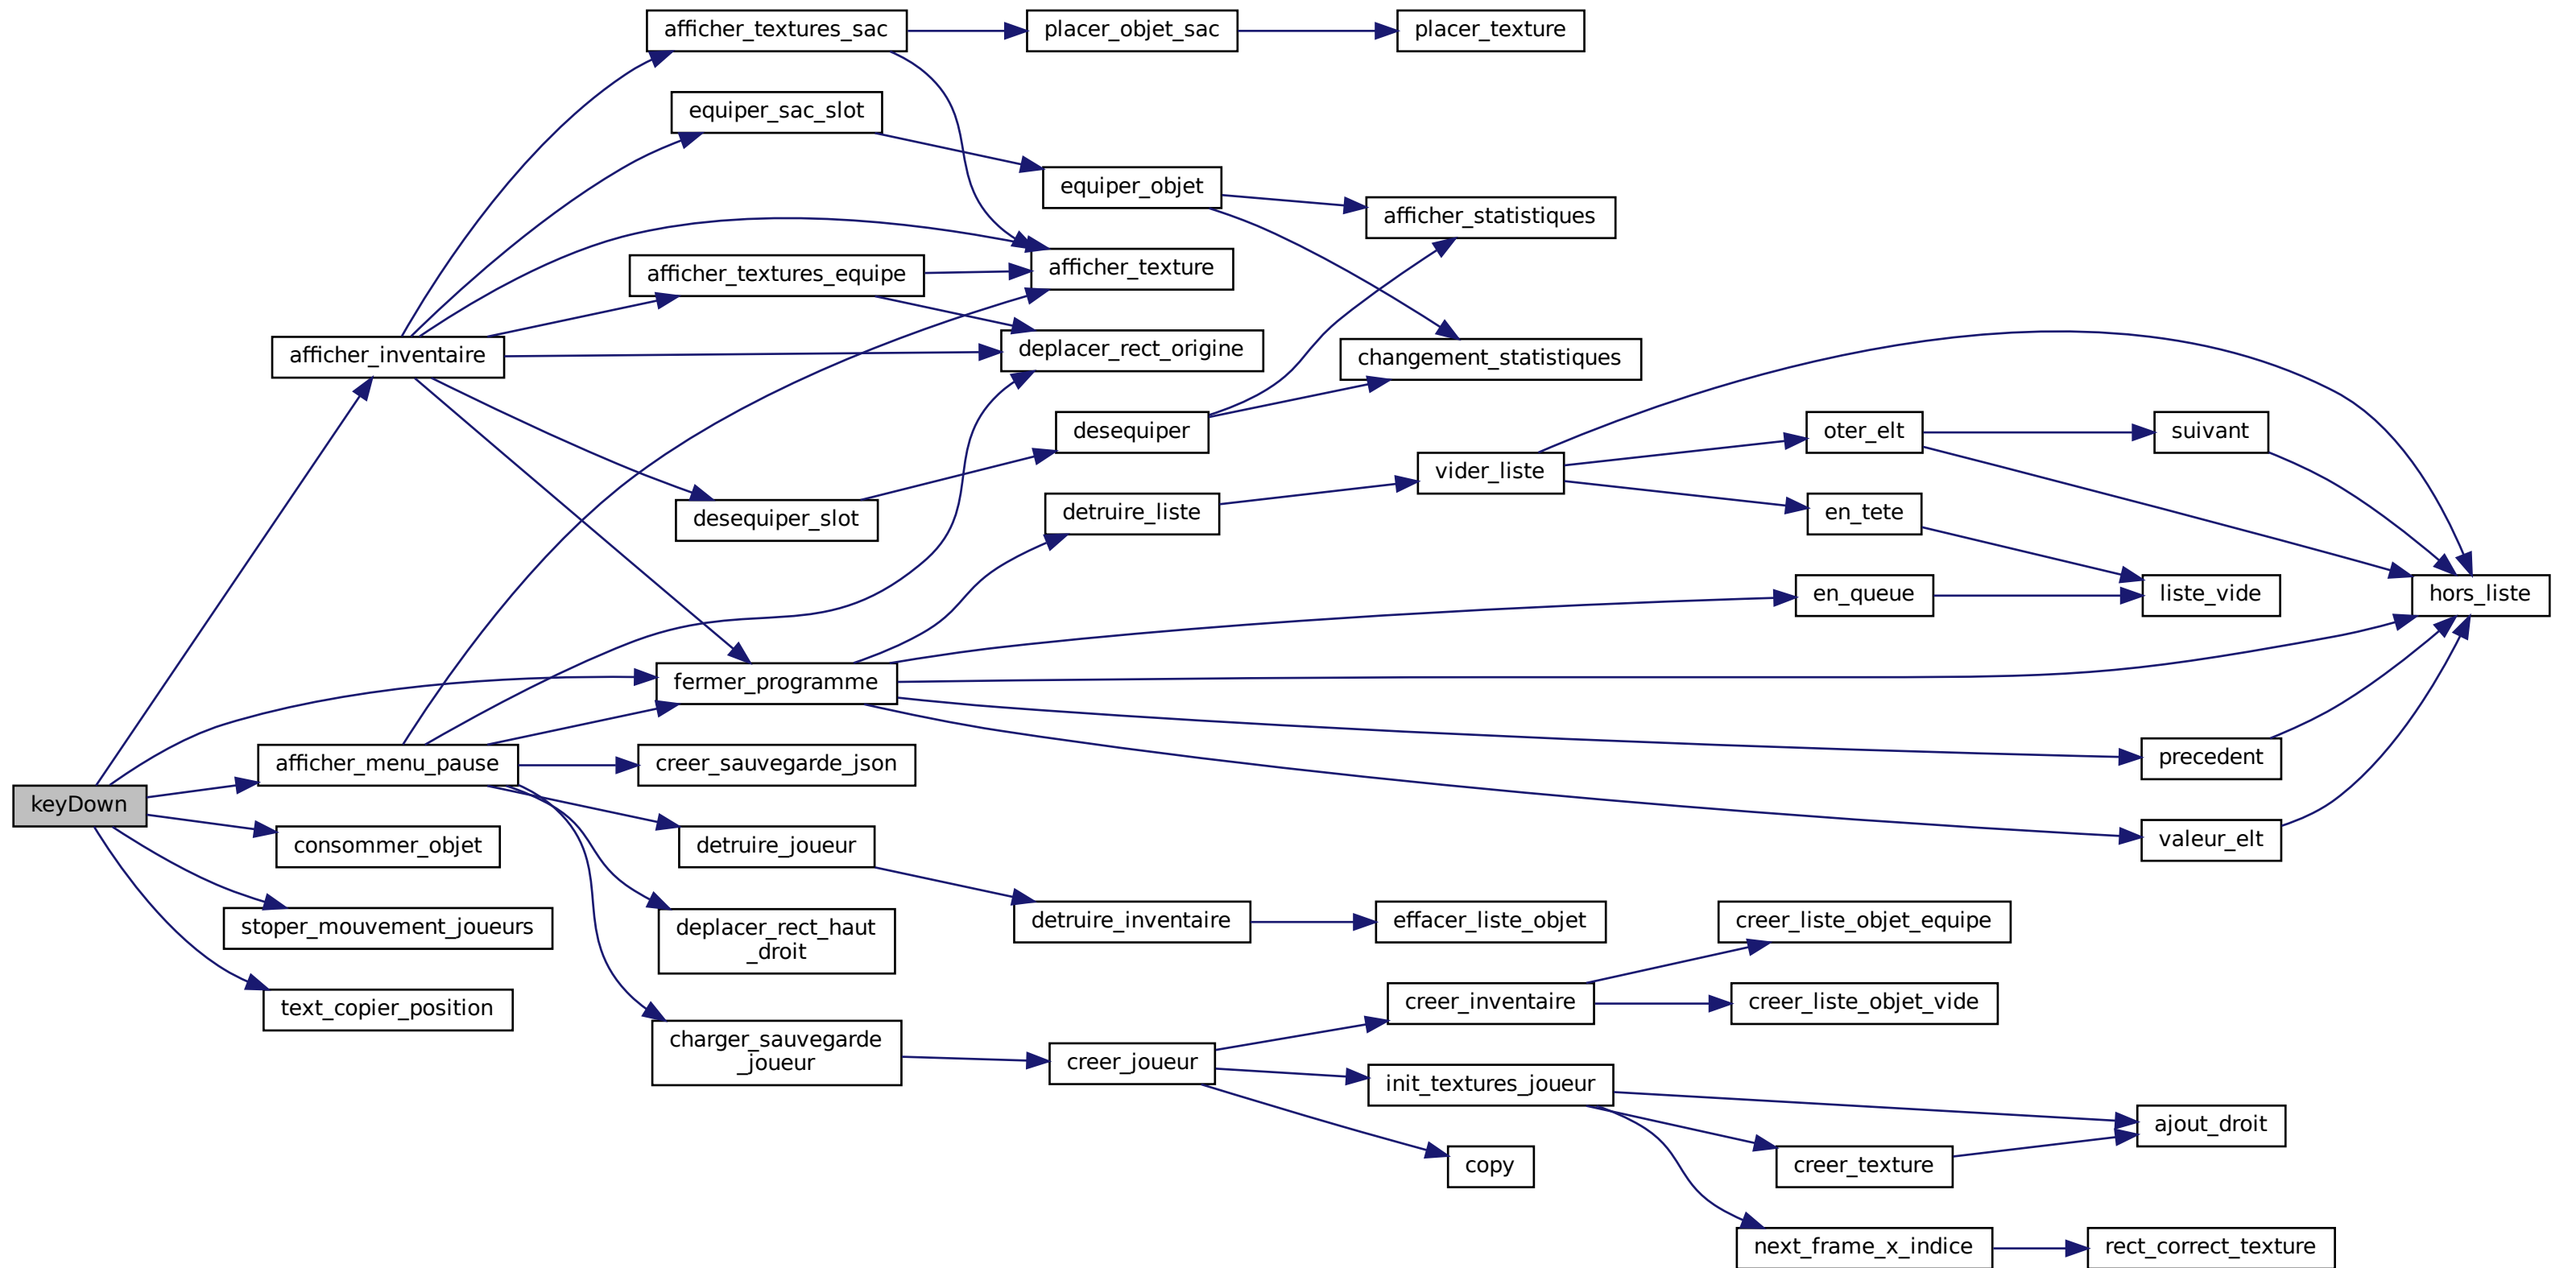 afficher_textures_sac
placer_objet_sac
placer_texture
equiper_sac_slot
equiper_objet
afficher_statistiques
afficher_textures_equipe
afficher_texture
afficher_inventaire
deplacer_rect_origine
changement_statistiques
desequiper
oter_elt
suivant
vider_liste
desequiper_slot
detruire_liste
en_tete
en_queue
liste_vide
hors_liste
fermer_programme
afficher_menu_pause
creer_sauvegarde_json
precedent
keyDown
consommer_objet
detruire_joueur
valeur_elt
stoper_mouvement_joueurs
deplacer_rect_haut
_droit
detruire_inventaire
effacer_liste_objet
creer_liste_objet_equipe
text_copier_position
creer_inventaire
creer_liste_objet_vide
charger_sauvegarde
_joueur
creer_joueur
init_textures_joueur
ajout_droit
copy
creer_texture
next_frame_x_indice
rect_correct_texture